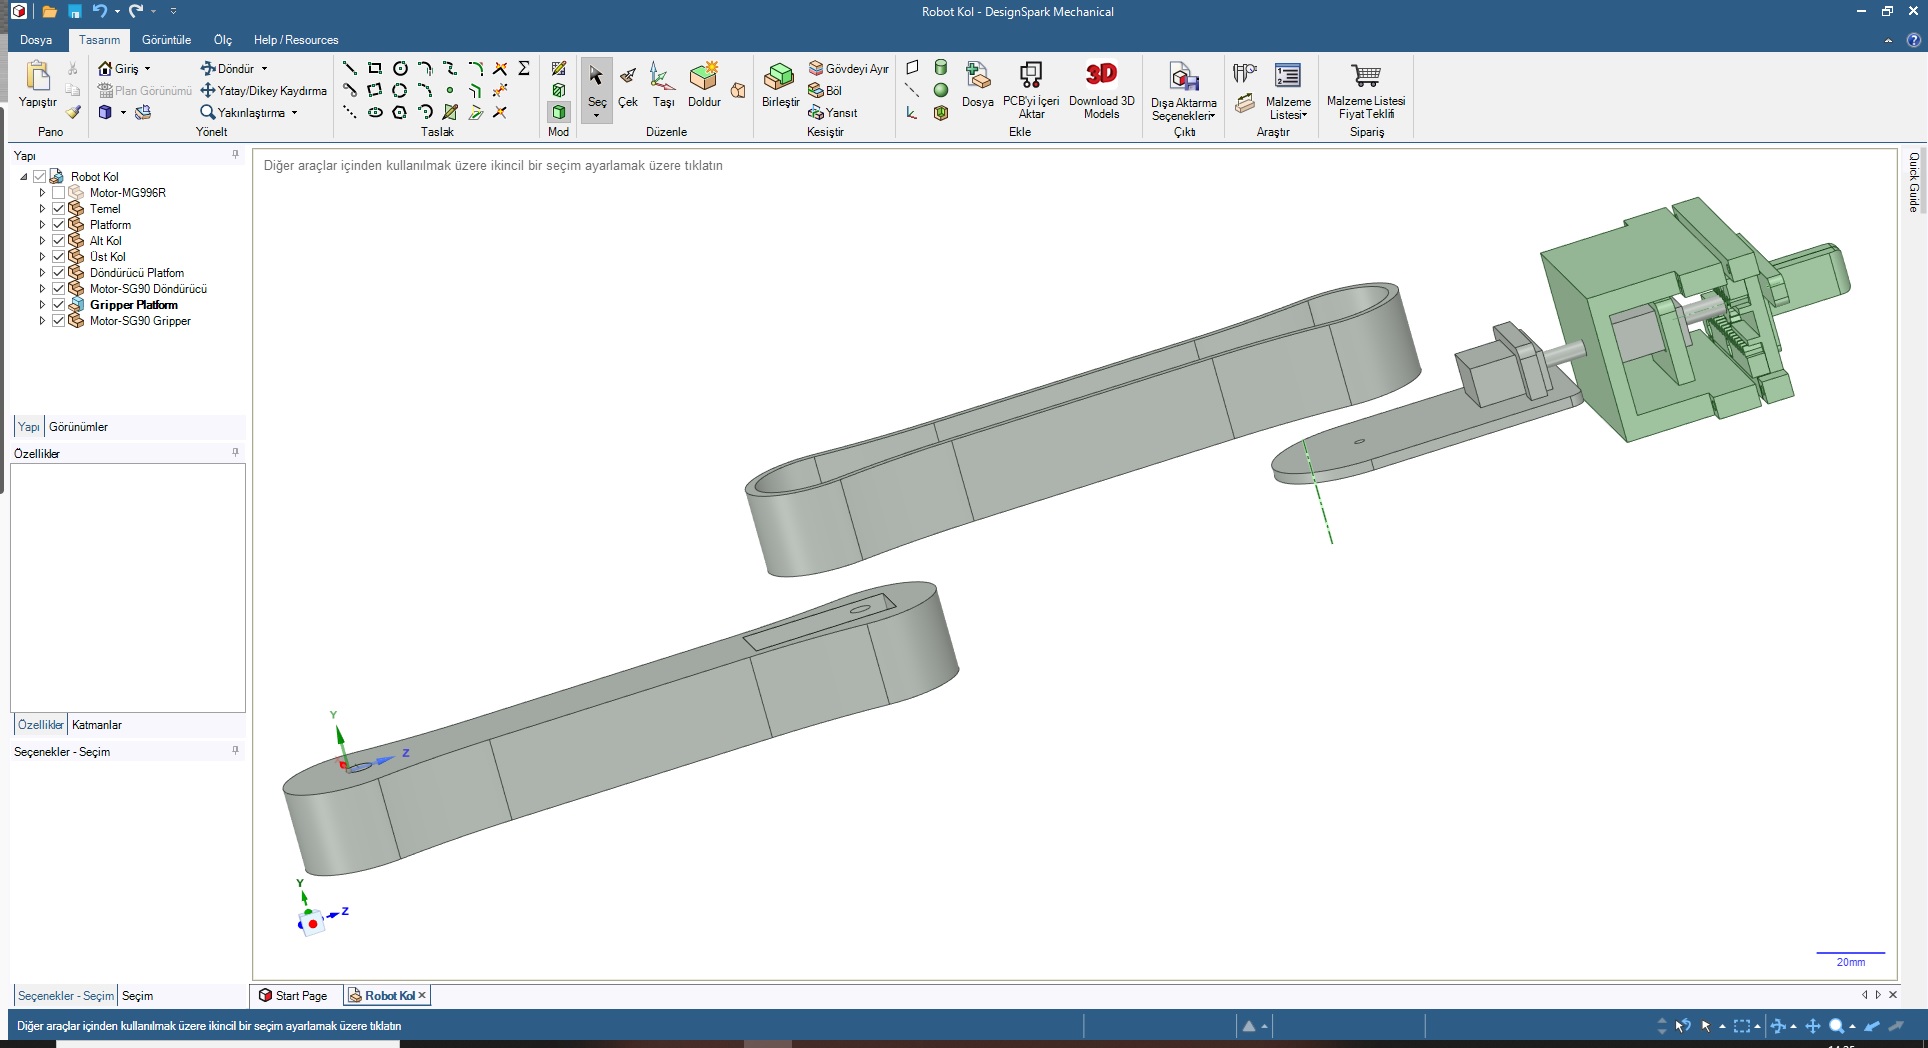 Robot Kol - DesignSpark Mechanical
Dosya Tasarım Görüntüle Ölç Help / Resources
Yapıştır
Pano
Giriş
Plan Görünümü
Döndür
Yatay/Dikey Kaydırma
Yakınlaştırma
Yönelt
Taslak
Mod
Seç Çek Taşı Doldur
Düzenle
Birleştir
Gövdeyi Ayır
Böl
Yansıt
Kesiştir
Dosya
PCB'yi İçeri Aktar
3D
Download 3D Models
Ekle
Dışa Aktarma Seçenekleri
Çıktı
Malzeme Listesi
Araştır
Malzeme Listesi Fiyat Teklifi
Sipariş
Yapı
Robot Kol
Motor-MG996R
Temel
Platform
Alt Kol
Üst Kol
Döndürücü Platfom
Motor-SG90 Döndürücü
Gripper Platform
Motor-SG90 Gripper
Yapı Görünümler
Özellikler
Özellikler Katmanlar
Seçenekler - Seçim
Seçenekler - Seçim Seçim
Diğer araçlar içinden kullanılmak üzere ikincil bir seçim ayarlamak üzere tıklatın
Quick Guide
Y
Z
Y
Z
20mm
Start Page Robot Kol
Diğer araçlar içinden kullanılmak üzere ikincil bir seçim ayarlamak üzere tıklatın